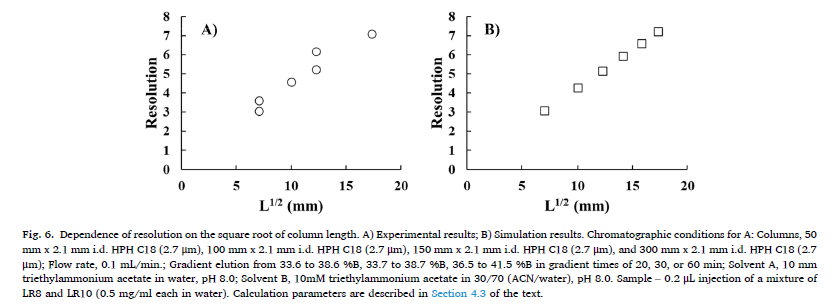 A)
Resolution
8
7
6
5
4
3
2
1
0
0 5 10 15 20
L1/2 (mm)
B)
Resolution
8
7
6
5
4
3
2
1
0
0 5 10 15 20
L1/2 (mm)
Fig. 6. Dependence of resolution on the square root of column length. A) Experimental results; B) Simulation results. Chromatographic conditions for A: Columns, 50
mm x 2.1 mm i.d. HPH C18 (2.7 μm), 100 mm x 2.1 mm i.d. HPH C18 (2.7 μm), 150 mm x 2.1 mm i.d. HPH C18 (2.7 μm), and 300 mm x 2.1 mm i.d. HPH C18 (2.7
μm); Flow rate, 0.1 mL/min.; Gradient elution from 33.6 to 38.6 %B, 33.7 to 38.7 %B, 36.5 to 41.5 %B in gradient times of 20, 30, or 60 min; Solvent A, 10 mm
triethylammonium acetate in water, pH 8.0; Solvent B, 10mM triethylammonium acetate in 30/70 (ACN/water), pH 8.0. Sample – 0.2 μL injection of a mixture of
LR8 and LR10 (0.5 mg/ml each in water). Calculation parameters are described in Section 4.3 of the text.